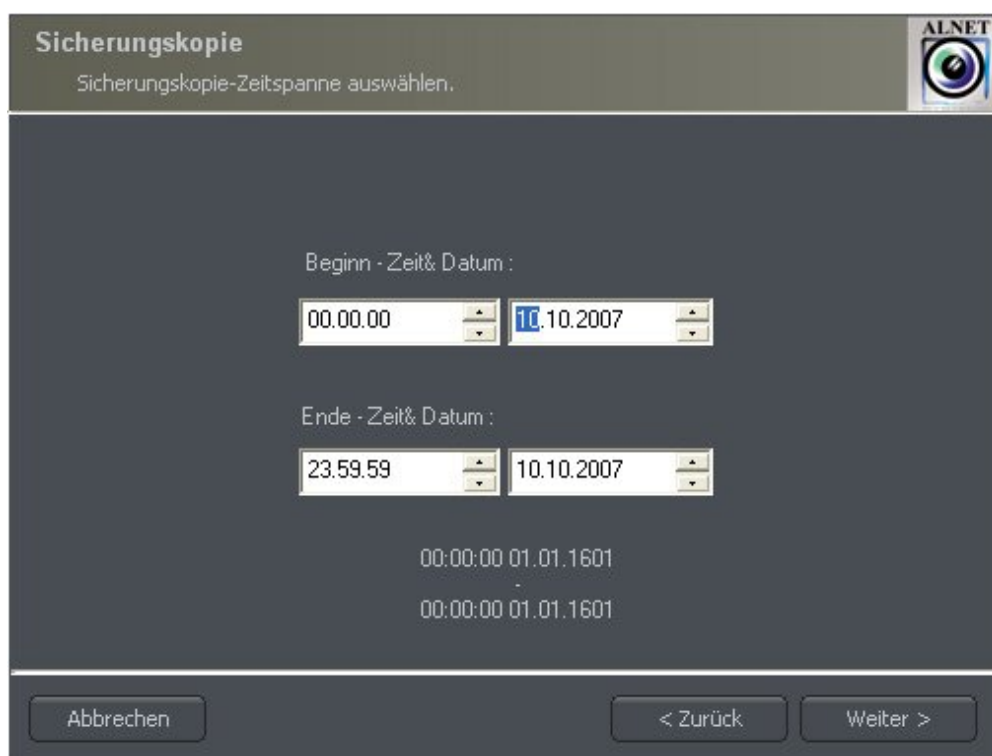 Sicherungskopie
Sicherungskopie-Zeitspanne auswählen.
ALNET
Beginn - Zeit& Datum :
00.00.00 10.10.2007
Ende - Zeit& Datum :
23.59.59 10.10.2007
00:00:00 01.01.1601
-
00:00:00 01.01.1601
Abbrechen < Zurück Weiter >